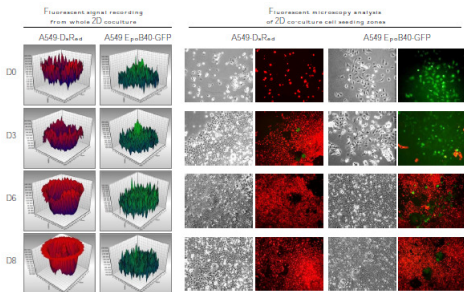 Fluorescent signal recording
From whole 2D coculture
Fluorescent microscopy analysis
of 2D co-culture cell seeding zones
A549-DsRed
A549 EpoB40-GFP
A549-DsRed
A549 EpoB40-GFP
D0
D3
D6
D8